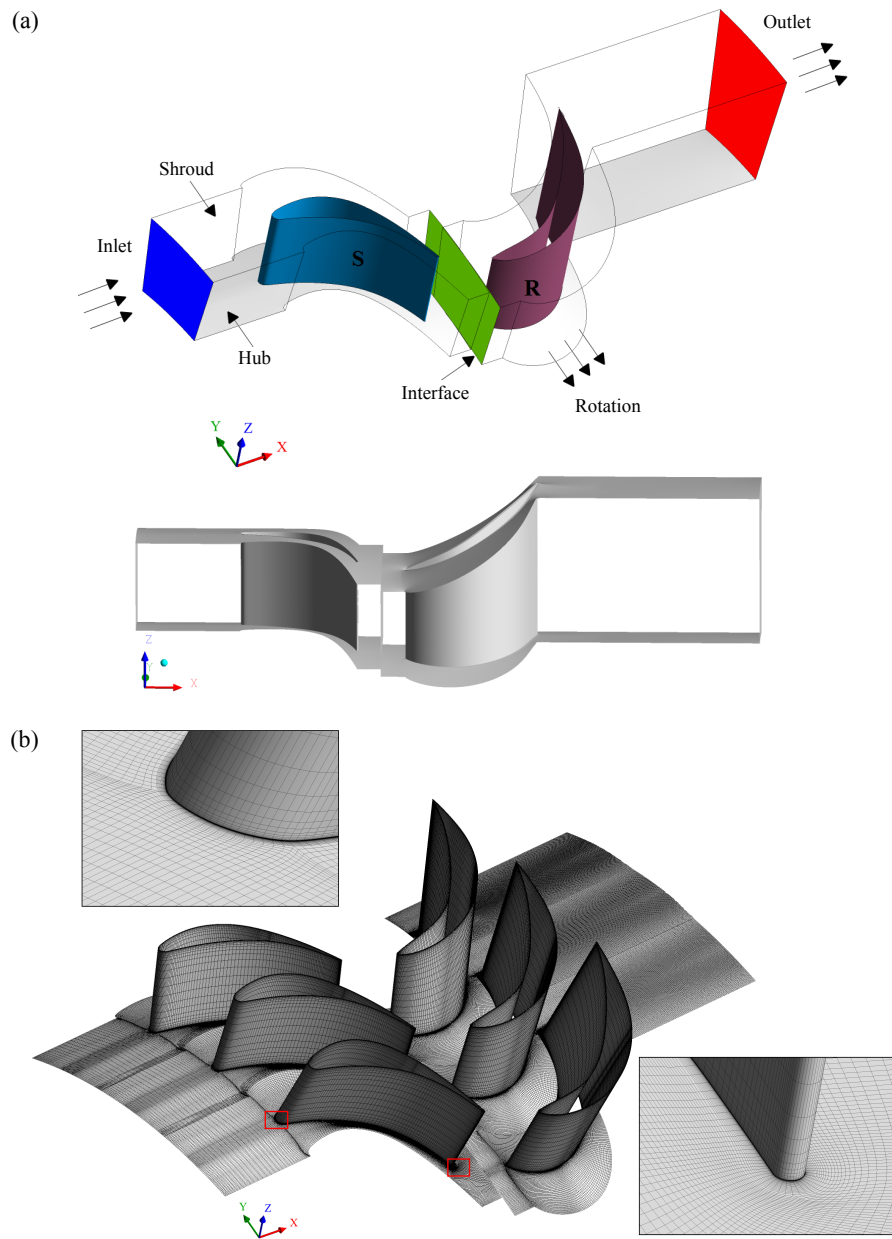 (a)
Outlet
Shroud
Inlet
S
R
Hub
Interface
Rotation
Y
Z
X
Z
Y
X
(b)
Y
Z
X